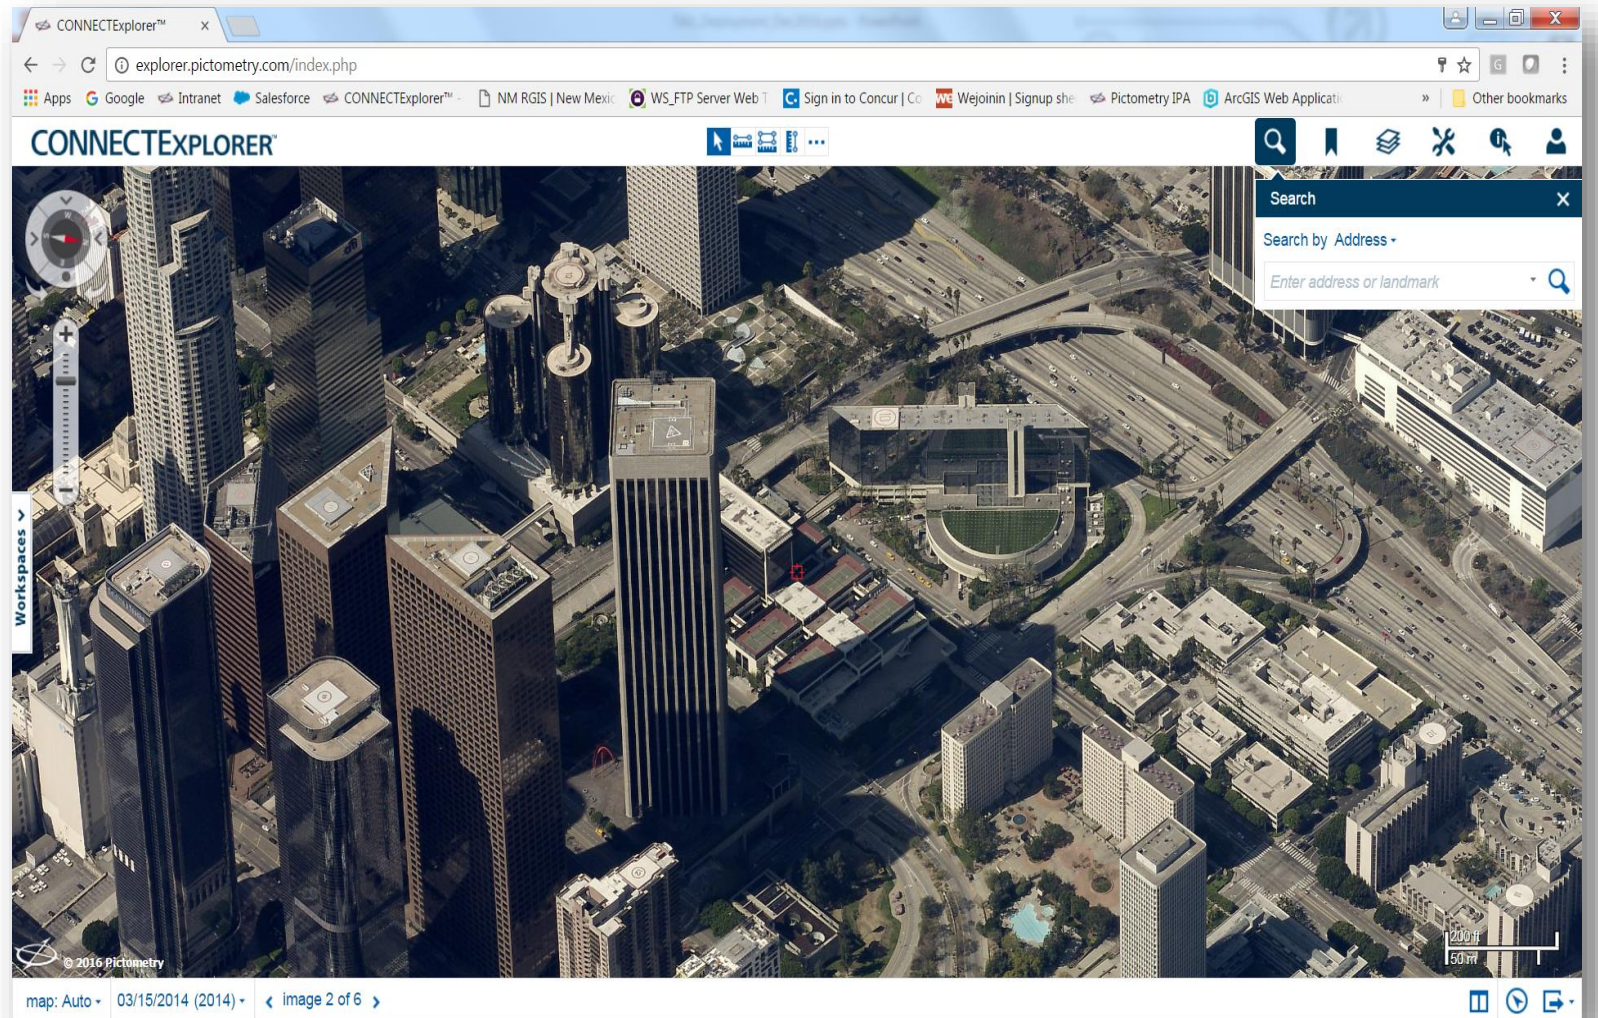 CONNECTExplorer™ x
explorer.pictometry.com/index.php
Apps Google Intranet Salesforce CONNECTExplorer™ - NM RGIS | New Mexic WS_FTP Server Web T Sign in to Concur | Co Wejoinin | Signup she Pictometry IPA ArcGIS Web Applicati » Other bookmarks
CONNECTEXPLORER™
Search
Search by Address
Enter address or landmark
Workspaces
200 ft
50 m
© 2016 Pictometry
map: Auto 03/15/2014 (2014) image 2 of 6